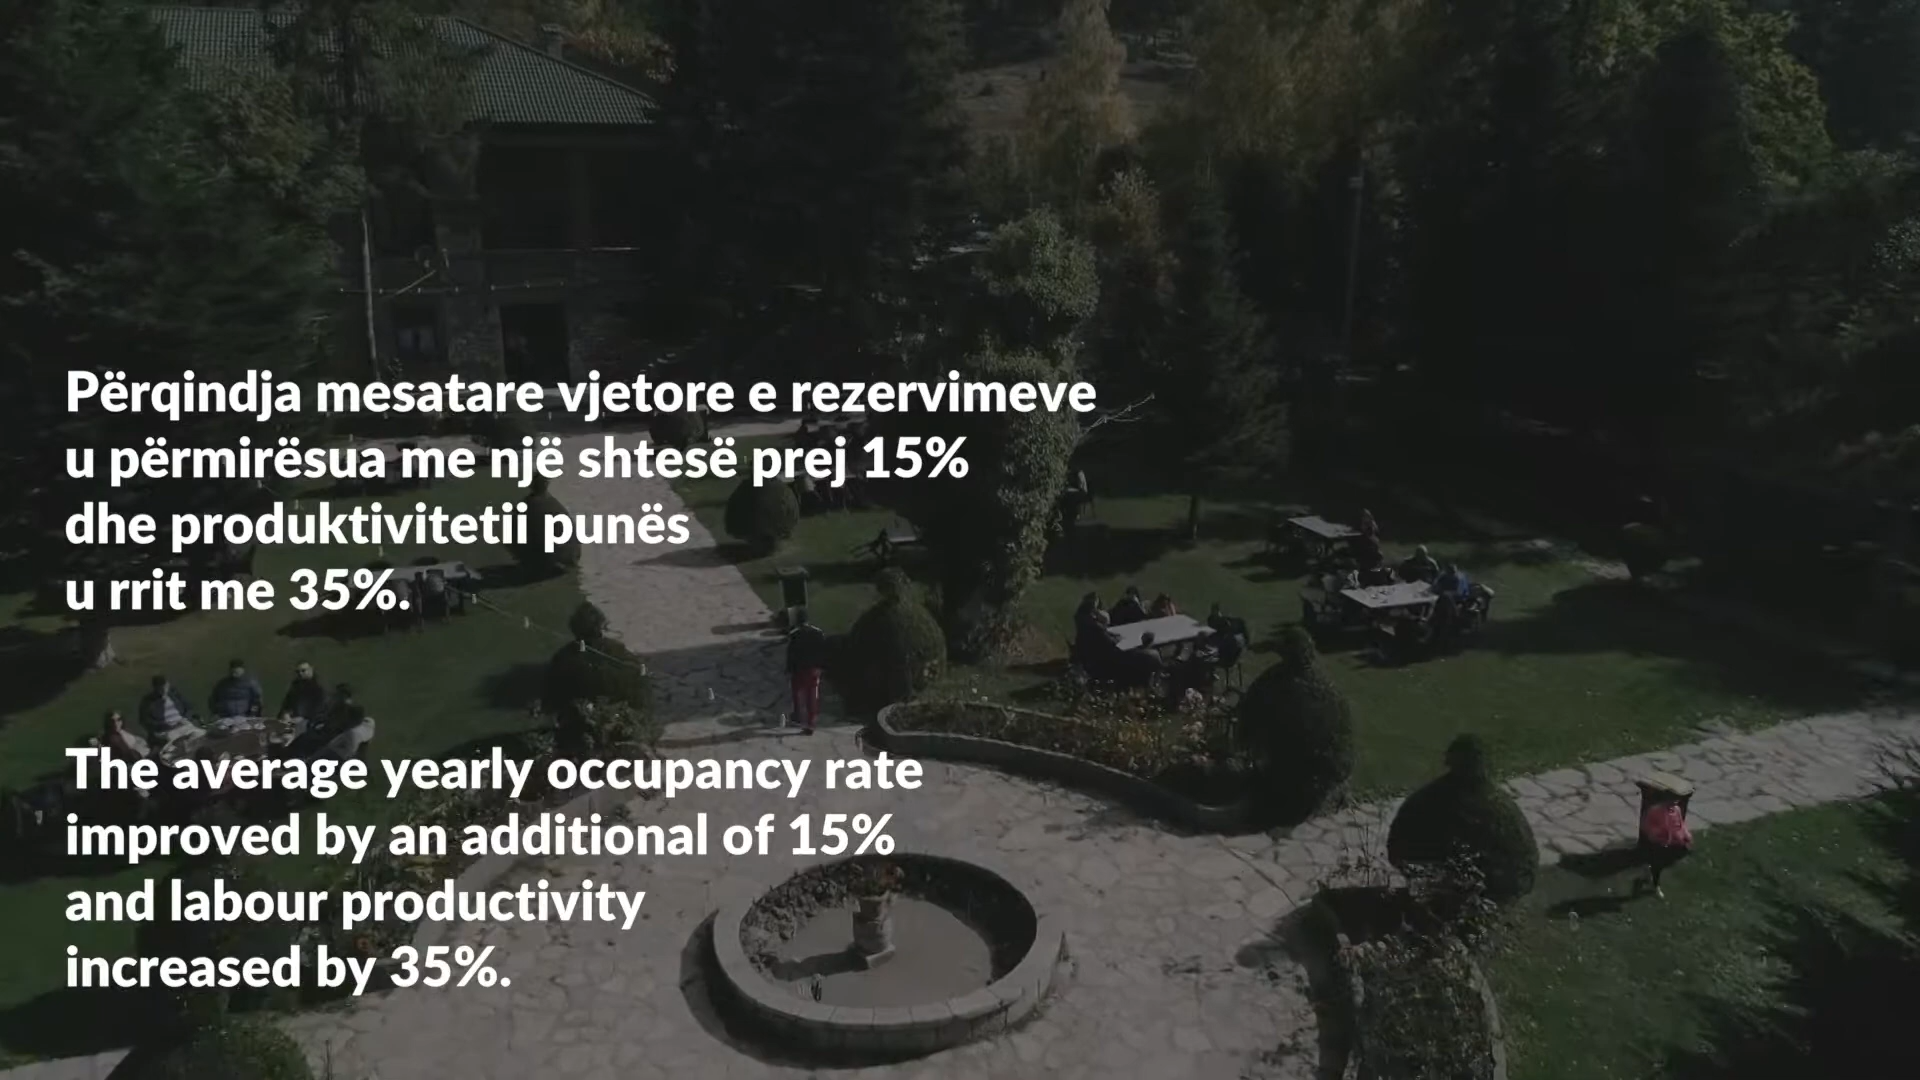 Përqindja mesatare vjetore e rezervimeve
u përmirësua me një shtesë prej 15%
dhe produktivitetii punës
u rrit me 35%.
The average yearly occupancy rate
improved by an additional of 15%
and labour productivity
increased by 35%.